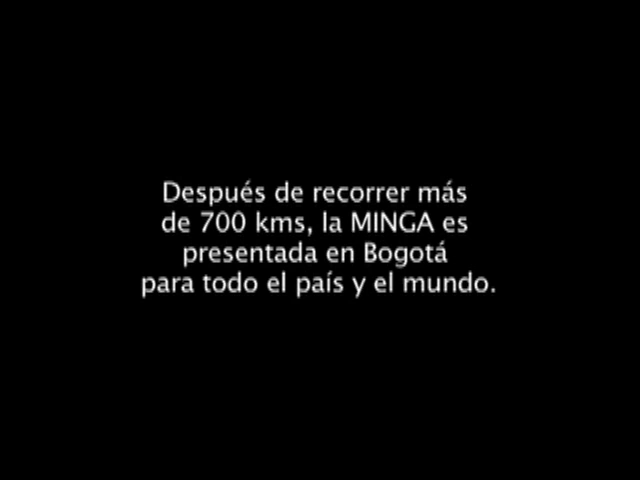 Después de recorrer más
de 700 kms, la MINGA es
presentada en Bogotá
para todo el país y el mundo.